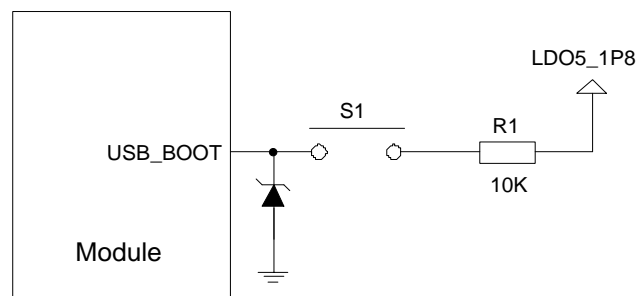 LDO5_1P8
S1
R1
USB_BOOT
10K
Module